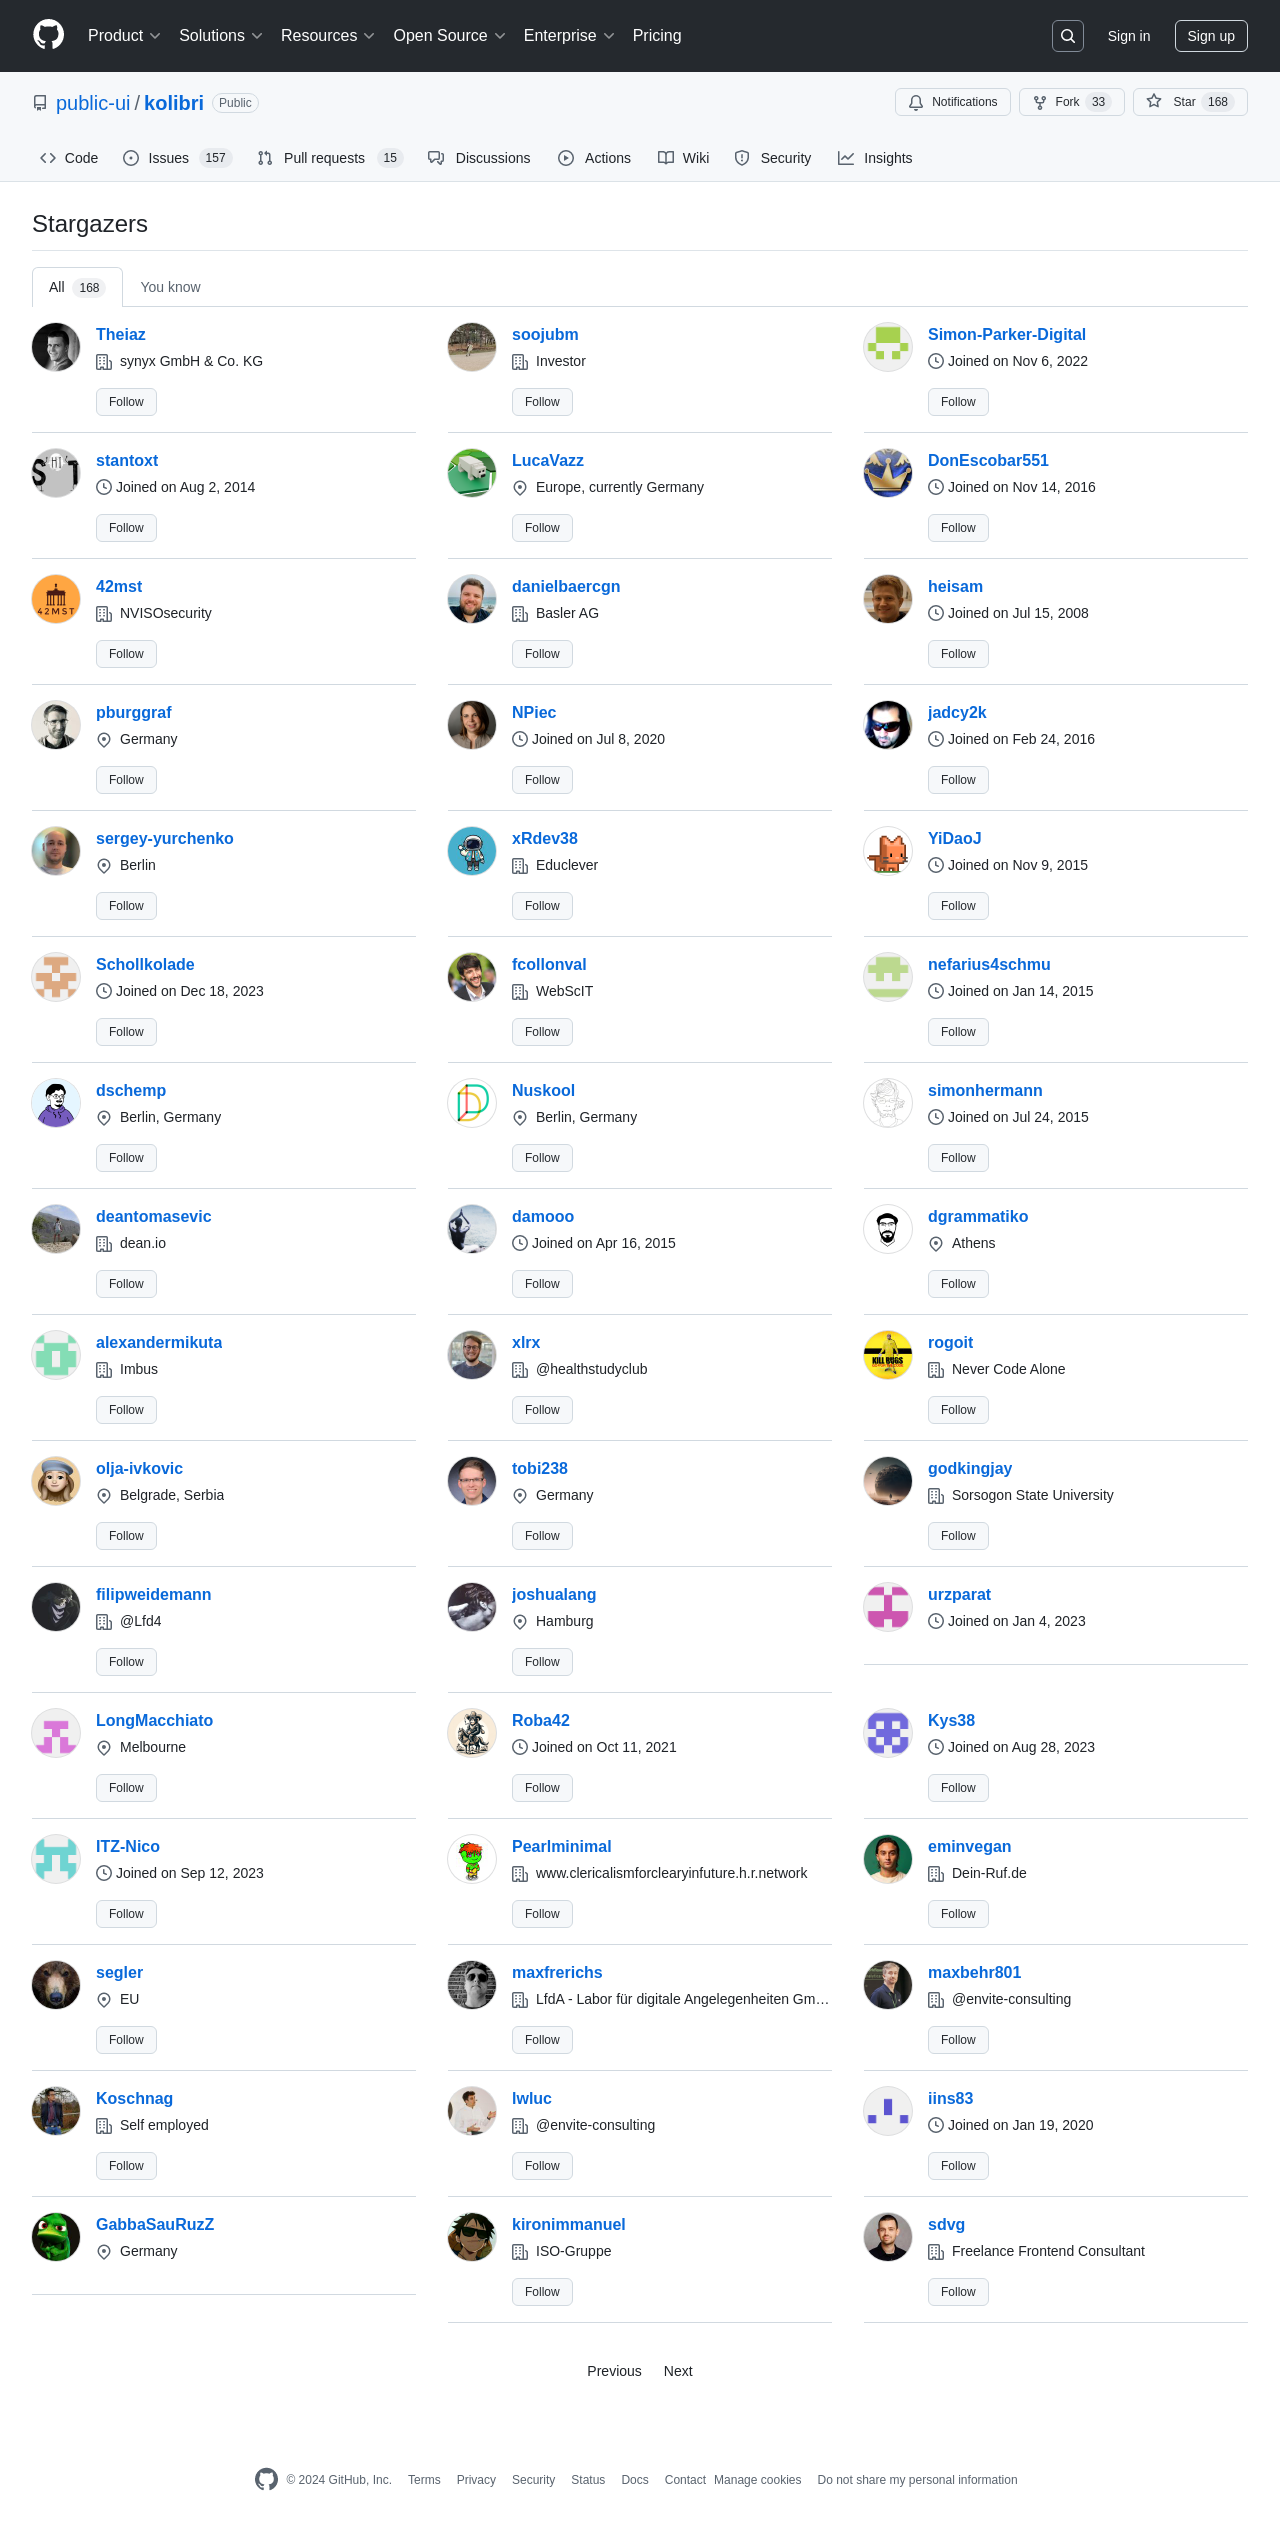 Product Solutions Resources Open Source Enterprise Pricing Sign in Sign up
public-ui / kolibri Public Notifications Fork 33 Star 168
Code Issues 157 Pull requests 15 Discussions Actions Wiki Security Insights
Stargazers
All 168 You know
Theiaz soojubm Simon-Parker-Digital
synyx GmbH & Co. KG Investor Joined on Nov 6, 2022
Follow Follow Follow
stantoxt LucaVazz DonEscobar551
Joined on Aug 2, 2014 Europe, currently Germany Joined on Nov 14, 2016
Follow Follow Follow
42MST
42mst danielbaercgn heisam
NVISOsecurity Basler AG Joined on Jul 15, 2008
Follow Follow Follow
pburggraf NPiec jadcy2k
Germany Joined on Jul 8, 2020 Joined on Feb 24, 2016
Follow Follow Follow
sergey-yurchenko xRdev38 YiDaoJ
Berlin Educlever Joined on Nov 9, 2015
Follow Follow Follow
Schollkolade fcollonval nefarius4schmu
Joined on Dec 18, 2023 WebScIT Joined on Jan 14, 2015
Follow Follow Follow
dschemp Nuskool simonhermann
Berlin, Germany Berlin, Germany Joined on Jul 24, 2015
Follow Follow Follow
deantomasevic damooo dgrammatiko
dean.io Joined on Apr 16, 2015 Athens
Follow Follow Follow
alexandermikuta xlrx rogoit
Imbus @healthstudyclub KILL BUGS Never Code Alone
Follow Follow Follow
olja-ivkovic tobi238 godkingjay
Belgrade, Serbia Germany Sorsogon State University
Follow Follow Follow
filipweidemann joshualang urzparat
@Lfd4 Hamburg Joined on Jan 4, 2023
Follow Follow
LongMacchiato Roba42 Kys38
Melbourne Joined on Oct 11, 2021 Joined on Aug 28, 2023
Follow Follow Follow
ITZ-Nico Pearlminimal eminvegan
Joined on Sep 12, 2023 www.clericalismforclearyinfuture.h.r.network Dein-Ruf.de
Follow Follow Follow
segler maxfrerichs maxbehr801
EU LfdA - Labor für digitale Angelegenheiten Gm… @envite-consulting
Follow Follow Follow
Koschnag lwluc iins83
Self employed @envite-consulting Joined on Jan 19, 2020
Follow Follow Follow
GabbaSauRuzZ kironimmanuel sdvg
Germany ISO-Gruppe Freelance Frontend Consultant
Follow Follow
Previous Next
© 2024 GitHub, Inc. Terms Privacy Security Status Docs Contact Manage cookies Do not share my personal information